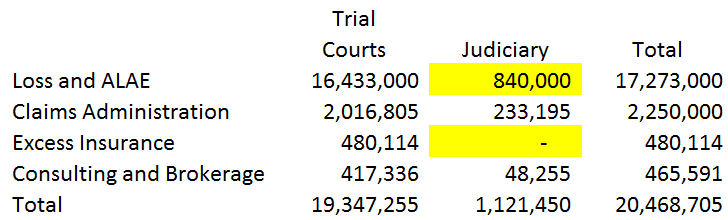 Trial
Courts Judiciary Total
Loss and ALAE 16,433,000 840,000 17,273,000
Claims Administration 2,016,805 233,195 2,250,000
Excess Insurance 480,114 - 480,114
Consulting and Brokerage 417,336 48,255 465,591
Total 19,347,255 1,121,450 20,468,705